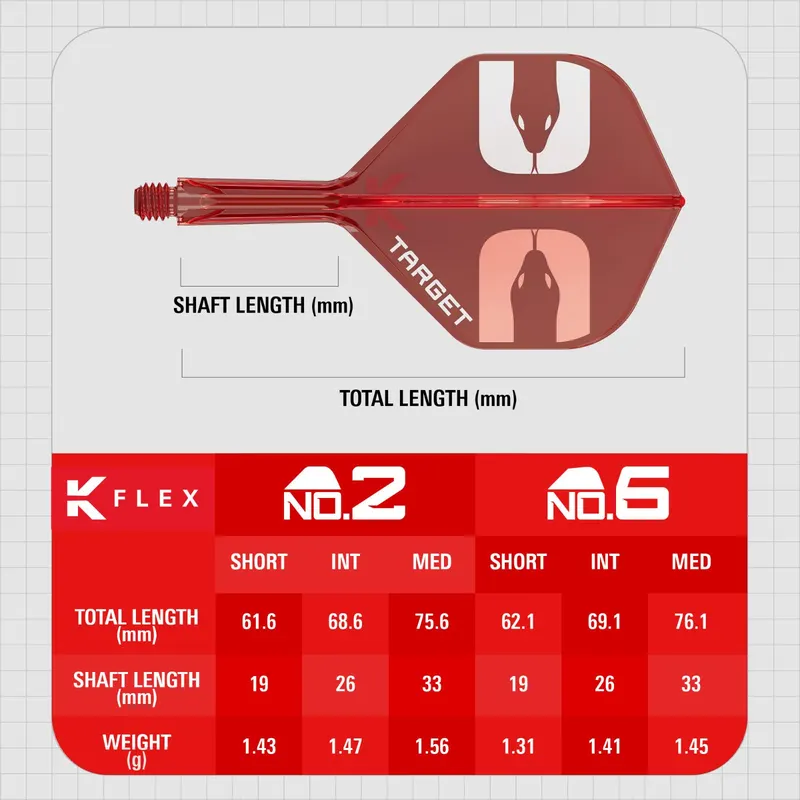 K
TARGET
SHAFT LENGTH (mm)
TOTAL LENGTH (mm)
K FLEX NO.2 NO.6
SHORT INT MED SHORT INT MED
TOTAL LENGTH (mm) 61.6 68.6 75.6 62.1 69.1 76.1
SHAFT LENGTH (mm) 19 26 33 19 26 33
WEIGHT (g) 1.43 1.47 1.56 1.31 1.41 1.45